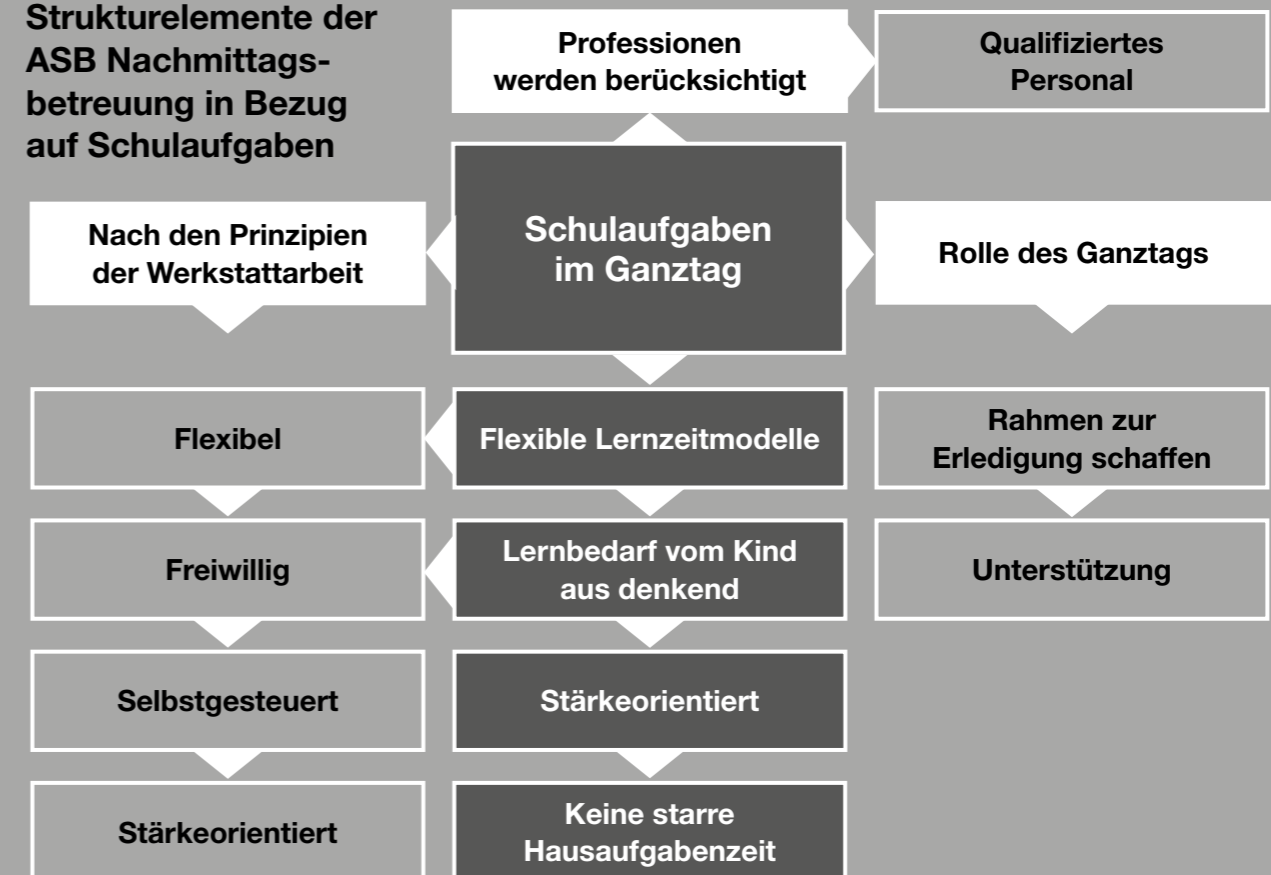 Strukturelemente der
ASB Nachmittags-
betreuung in Bezug
auf Schulaufgaben
Professionen
werden berücksichtigt
Qualifiziertes
Personal
Nach den Prinzipien
der Werkstattarbeit
Schulaufgaben
im Ganztag
Rolle des Ganztags
Flexibel
Flexible Lernzeitmodelle
Rahmen zur
Erledigung schaffen
Freiwillig
Lernbedarf vom Kind
aus denkend
Unterstützung
Selbstgesteuert
Stärkeorientiert
Stärkeorientiert
Keine starre
Hausaufgabenzeit